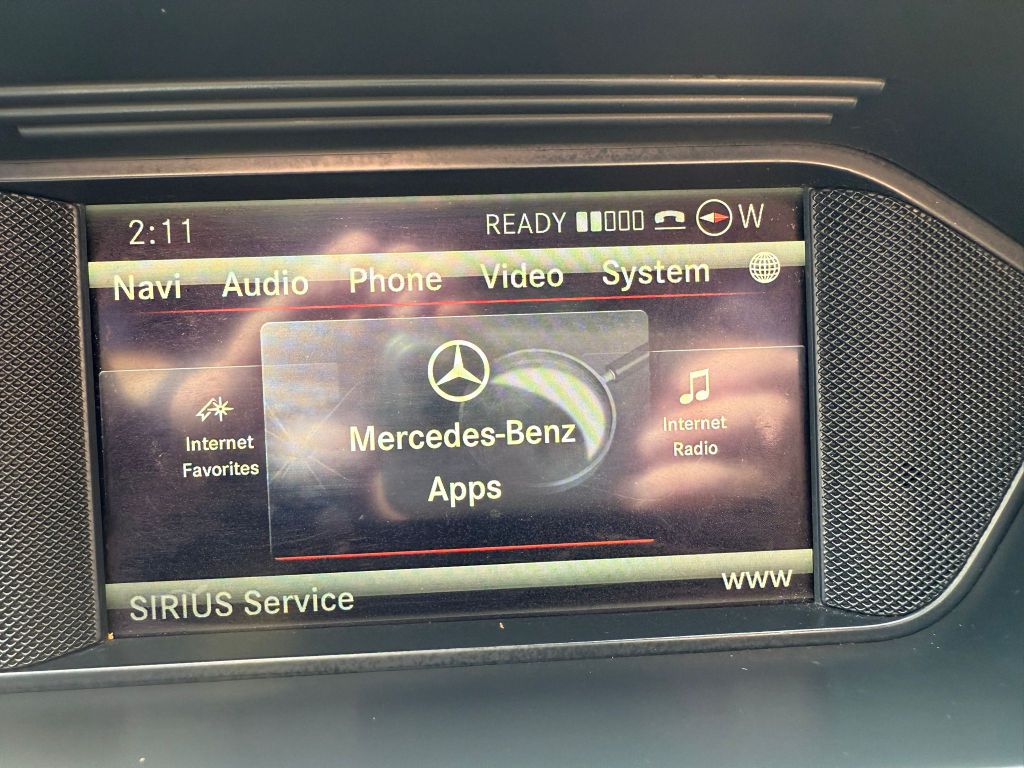 2:11 READY W
Navi Audio Phone Video System
Internet
Favorites
Mercedes-Benz
Apps
Internet
Radio
SIRIUS Service www